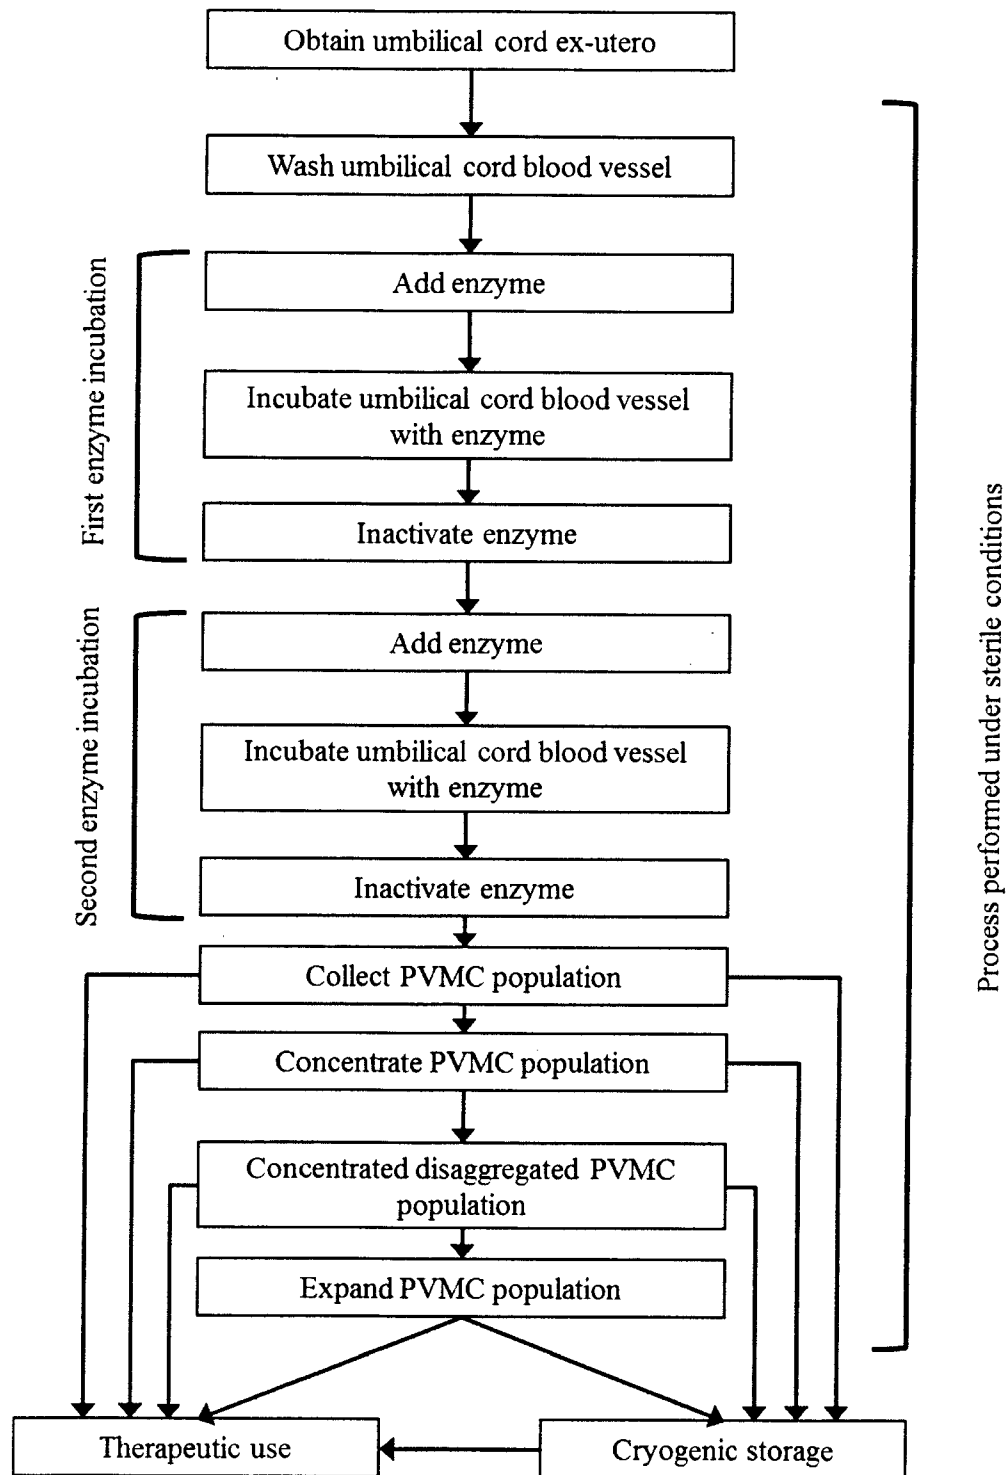 Obtain umbilical cord ex-utero
Wash umbilical cord blood vessel
First enzyme incubation
Add enzyme
Incubate umbilical cord blood vessel
with enzyme
Inactivate enzyme
Second enzyme incubation
Add enzyme
Incubate umbilical cord blood vessel
with enzyme
Inactivate enzyme
Process performed under sterile conditions
Collect PVMC population
Concentrate PVMC population
Concentrated disaggregated PVMC
population
Expand PVMC population
Therapeutic use
Cryogenic storage